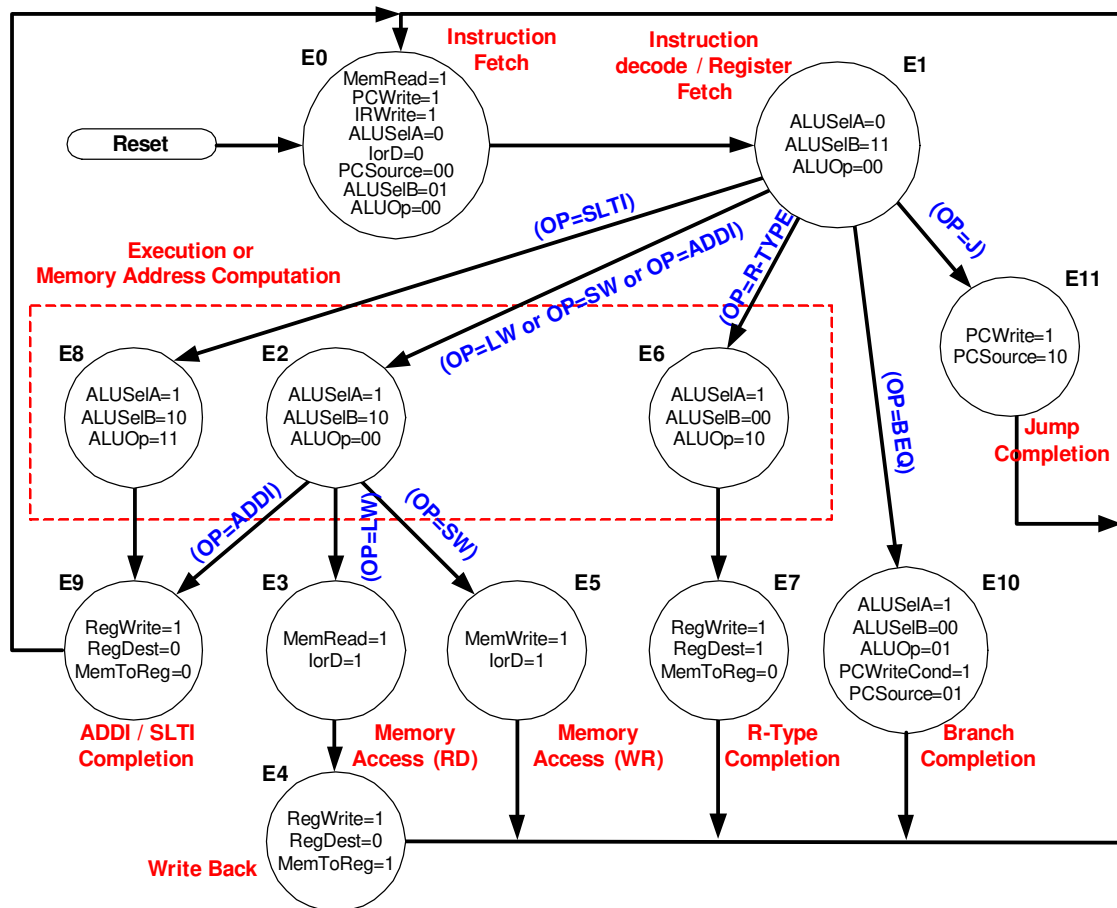 E0
Instruction
Fetch
MemRead=1
PCWrite=1
IRWrite=1
ALUSelA=0
IorD=0
PCSource=00
ALUSelB=01
ALUOp=00
Reset
Instruction
decode / Register
Fetch
E1
ALUSelA=0
ALUSelB=11
ALUOp=00
(OP=SLTI)
(OP=LW or OP=SW or OP=ADDI)
(OP=R-TYPE)
(OP=BEQ)
(OP=J)
Execution or
Memory Address Computation
E8
ALUSelA=1
ALUSelB=10
ALUOp=11
E2
ALUSelA=1
ALUSelB=10
ALUOp=00
E6
ALUSelA=1
ALUSelB=00
ALUOp=10
E11
PCWrite=1
PCSource=10
Jump
Completion
(OP=ADDI)
(OP=LW)
(OP=SW)
E9
RegWrite=1
RegDest=0
MemToReg=0
ADDI / SLTI
Completion
E3
MemRead=1
IorD=1
Memory
Access (RD)
E5
MemWrite=1
IorD=1
Memory
Access (WR)
E7
RegWrite=1
RegDest=1
MemToReg=0
R-Type
Completion
E10
ALUSelA=1
ALUSelB=00
ALUOp=01
PCWriteCond=1
PCSource=01
Branch
Completion
E4
RegWrite=1
RegDest=0
MemToReg=1
Write Back